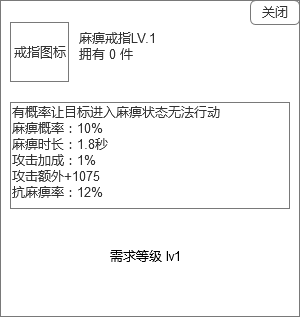 关闭
戒指图标
麻痹戒指LV.1
拥有 0 件
有概率让目标进入麻痹状态无法行动
麻痹概率：10%
麻痹时长：1.8秒
攻击加成：1%
攻击额外+1075
抗麻痹率：12%
需求等级 lv1